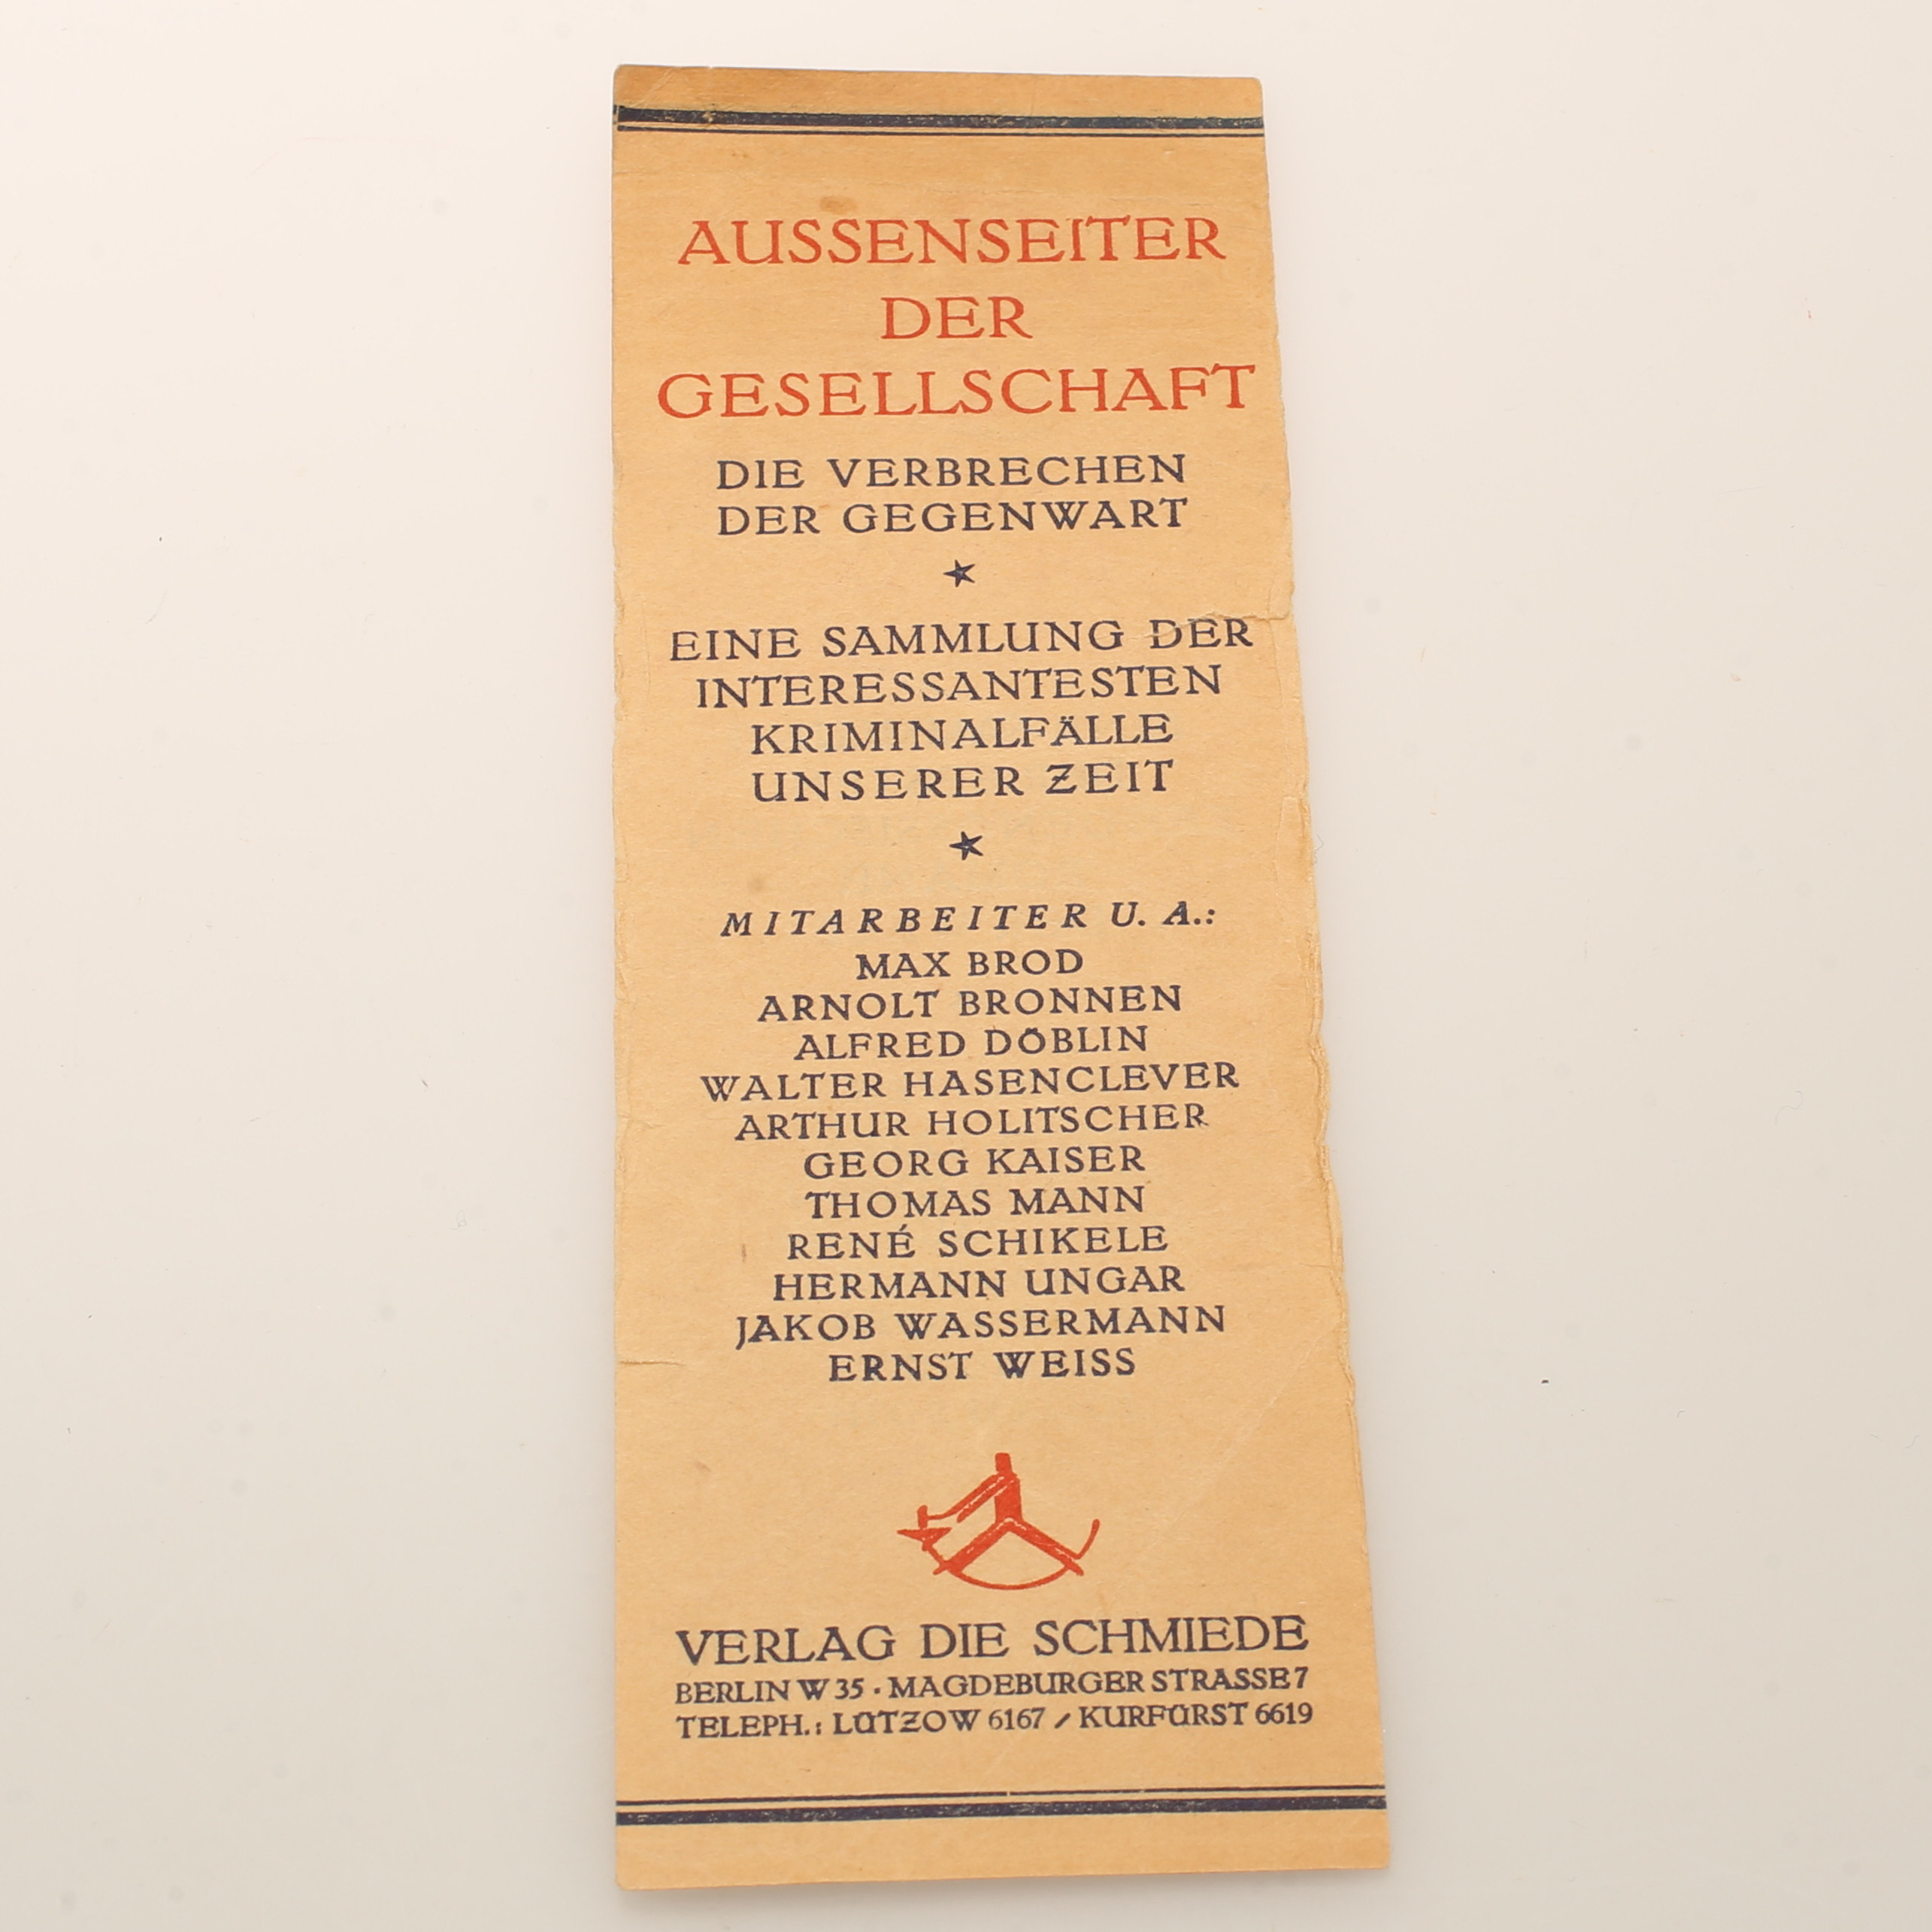 AUSSENSEITER
DER
GESELLSCHAFT
DIE VERBRECHEN
DER GEGENWART
★
EINE SAMMLUNG DER
INTERESSANTESTEN
KRIMINALFÄLLE
UNSERER ZEIT
★
MITARBEITER U. A.:
MAX BROD
ARNOLT BRONNEN
ALFRED DÖBLIN
WALTER HASENCLEVER
ARTHUR HOLITSCHER
GEORG KAISER
THOMAS MANN
RENÉ SCHIKELE
HERMANN UNGAR
JAKOB WASSERMANN
ERNST WEISS
VERLAG DIE SCHMIEDE
BERLIN W 35 · MAGDEBURGER STRASSE 7
TELEPH.: LÜTZOW 6167 / KURFÜRST 6619